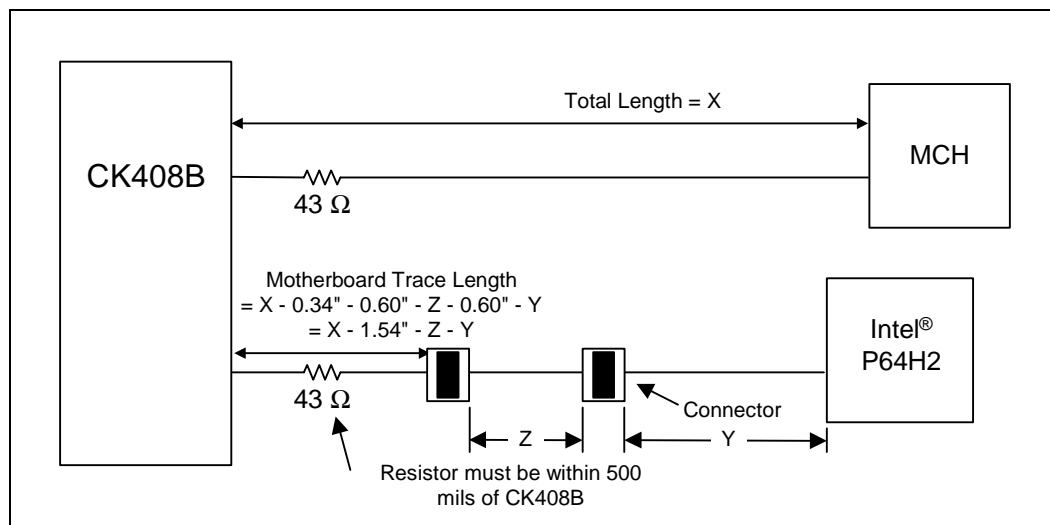 Total Length = X
CK408B
MCH
43 Ω
Motherboard Trace Length
= X - 0.34" - 0.60" - Z - 0.60" - Y
= X - 1.54" - Z - Y
Intel®
P64H2
43 Ω
Connector
Z
Y
Resistor must be within 500
mils of CK408B